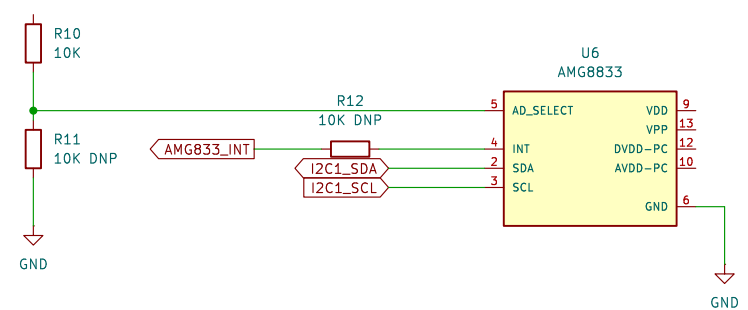 R10
10K
U6
AMG8833
R12
10K DNP
5 AD_SELECT VDD 9
VPP 13
R11
10K DNP
AMG833_INT
4 INT DVDD-PC 12
I2C1_SDA 2 SDA AVDD-PC 10
I2C1_SCL 3 SCL
GND 6
GND
GND